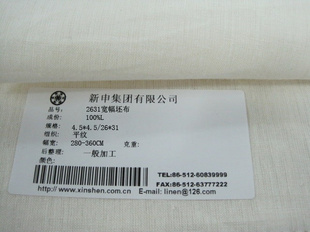 新申集团有限公司
品号: 2631宽幅坯布
成份: 100%L
规格: 4.5*4.5/26*31
组织: 平纹
幅宽: 280-360CM 克重:
后整理: 一般加工
颜色:
TEL:86-512-60839999
FAX:86-512-63777222
http://www.xinshen.com.cn E-mail: linen@126.com